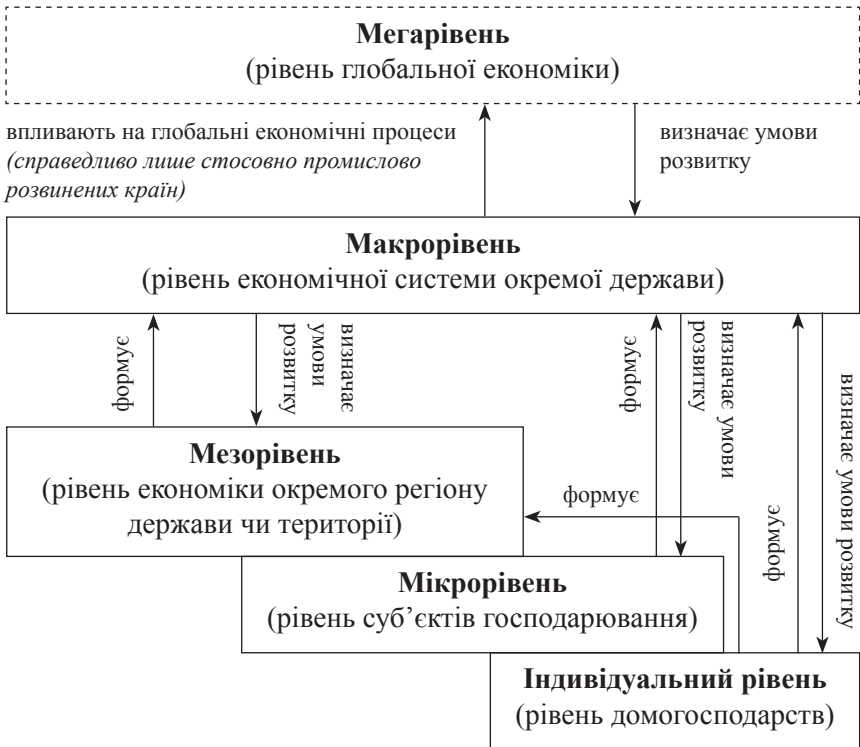 Мегарівень
(рівень глобальної економіки)
впливають на глобальні економічні процеси
(справедливо лише стосовно промислово
розвинених країн)
визначає умови
розвитку
Макрорівень
(рівень економічної системи окремої держави)
формує
визначає
умови
розвитку
формує
визначає умови
розвитку
формує
визначає умови розвитку
Мезорівень
(рівень економіки окремого регіону
держави чи території)
формує
Мікрорівень
(рівень суб’єктів господарювання)
Індивідуальний рівень
(рівень домогосподарств)